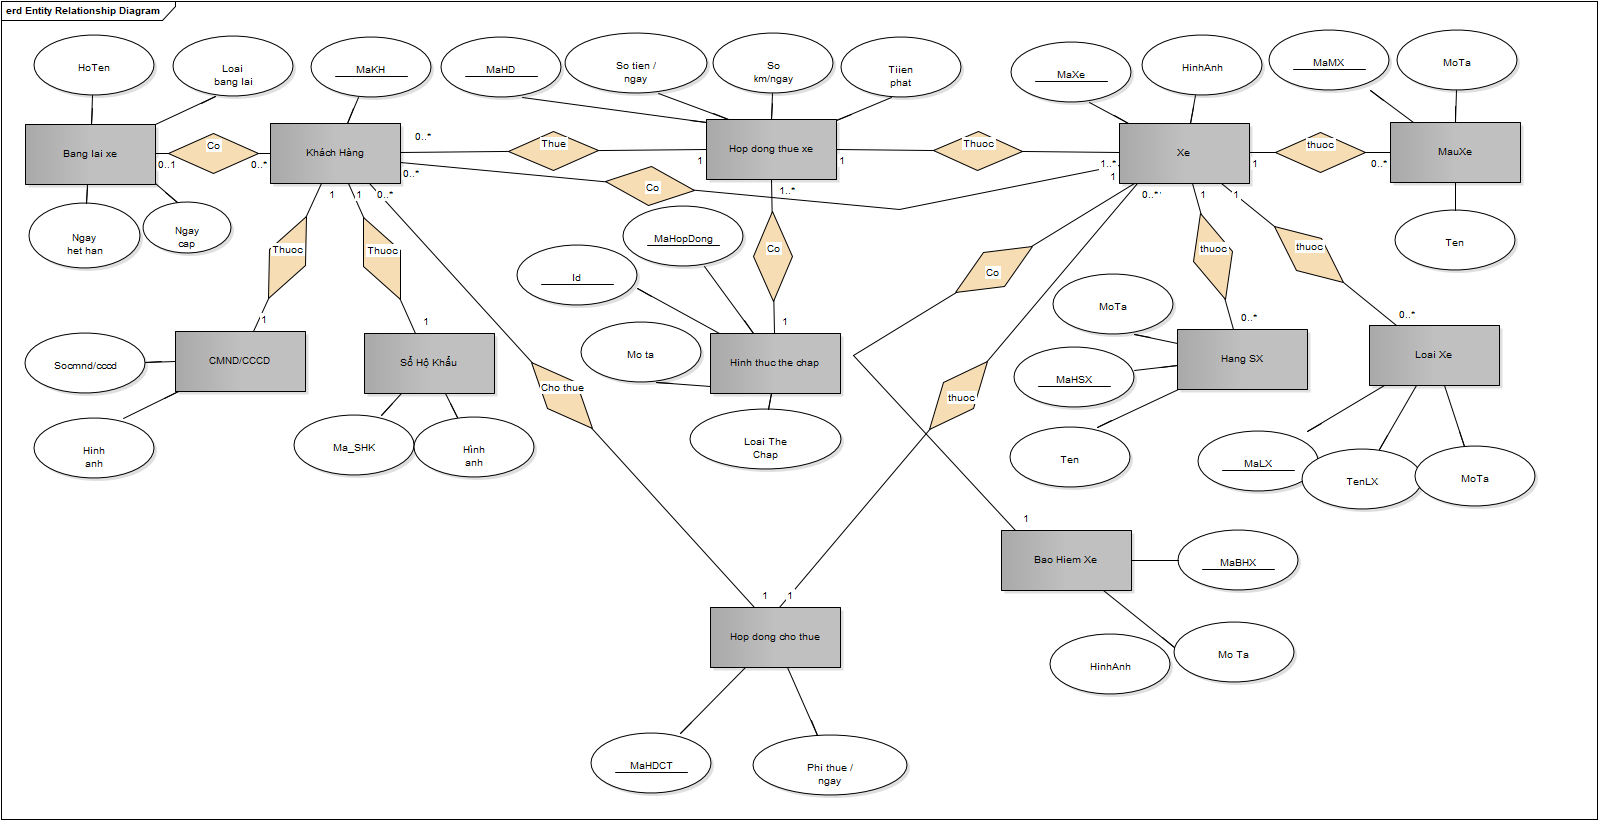 erd Entity Relationship Diagram
HoTen
Loai
bang lai
MaKH
MaHD
So tien /
ngay
So
km/ngay
Tiien
phat
MaXe
HinhAnh
MaMX
MoTa
Bang lai xe
Co
0..1
0..*
Khách Hàng
0..*
Thue
1
Hop dong thue xe
1
Thuoc
1..*
Xe
1
thuoc
0..*
MauXe
0..*
Co
1
Ngay
het han
Ngay
cap
1
1
0..*
1..*
0..*
1
1
Ten
Thuoc
Thuoc
MaHopDong
Co
Co
thuoc
thuoc
Id
MoTa
0..*
0..*
1
1
1
Socmnd/cccd
CMND/CCCD
Sổ Hộ Khẩu
Mo ta
Hinh thuc the chap
Hang SX
Loai Xe
MaHSX
Cho thue
thuoc
Hinh
anh
Ma_SHK
Hình
anh
Loai The
Chap
Ten
MaLX
TenLX
MoTa
1
Bao Hiem Xe
MaBHX
1
1
Hop dong cho thue
HinhAnh
Mo Ta
MaHDCT
Phi thue /
ngay